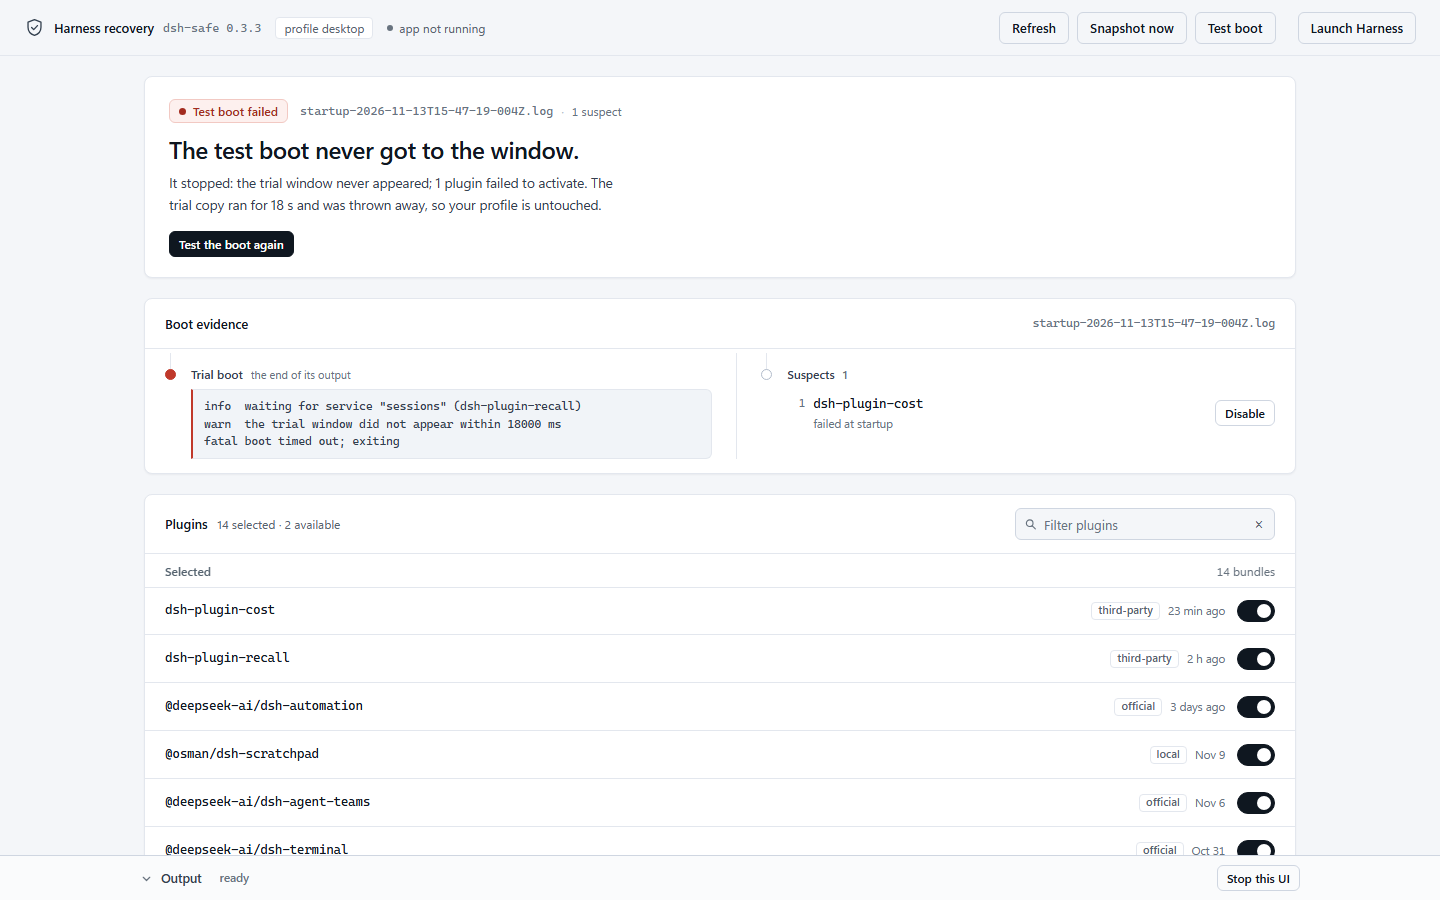 Harness recovery dsh-safe 0.3.3 profile desktop app not running Refresh Snapshot now Test boot Launch Harness
Test boot failed startup-2026-11-13T15-47-19-004Z.log · 1 suspect
The test boot never got to the window.
It stopped: the trial window never appeared; 1 plugin failed to activate. The
trial copy ran for 18 s and was thrown away, so your profile is untouched.
Test the boot again
Boot evidence startup-2026-11-13T15-47-19-004Z.log
Trial boot the end of its output
info waiting for service "sessions" (dsh-plugin-recall)
warn the trial window did not appear within 18000 ms
fatal boot timed out; exiting
Suspects 1
1 dsh-plugin-cost
failed at startup
Disable
Plugins 14 selected · 2 available Filter plugins ×
Selected 14 bundles
dsh-plugin-cost third-party 23 min ago
dsh-plugin-recall third-party 2 h ago
@deepseek-ai/dsh-automation official 3 days ago
@osman/dsh-scratchpad local Nov 9
@deepseek-ai/dsh-agent-teams official Nov 6
@deepseek-ai/dsh-terminal official Oct 31
Output ready Stop this UI